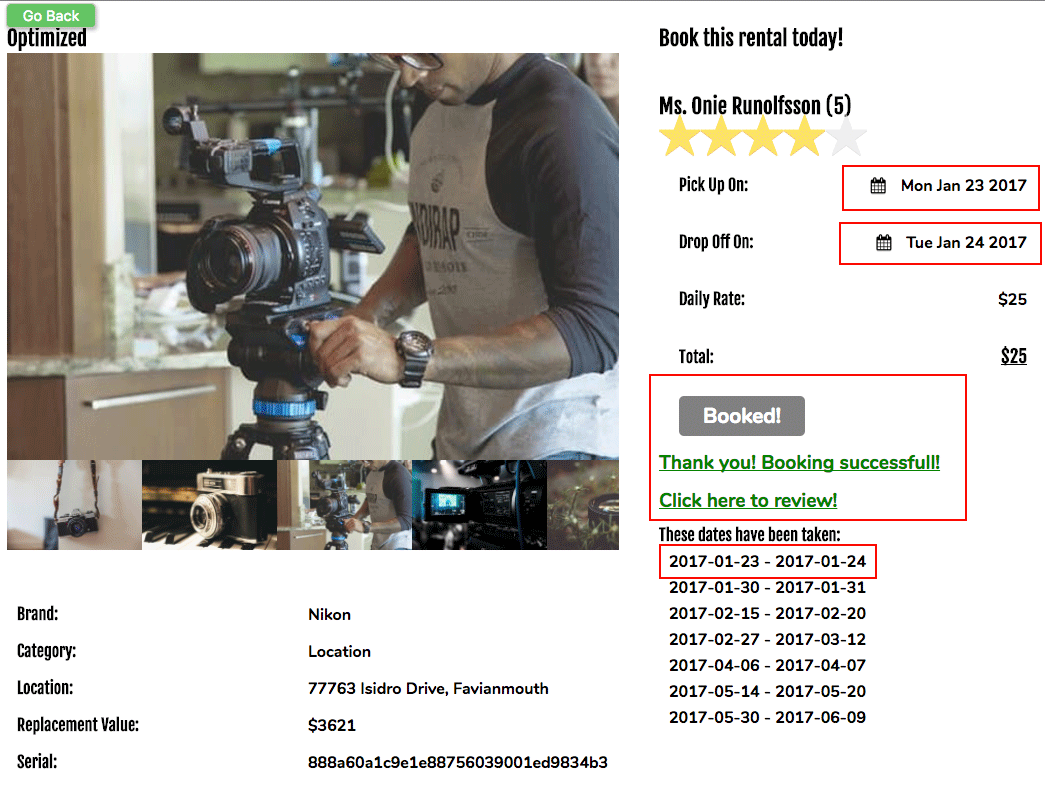 Go Back
Optimized
Canon
NDIRAP
Book this rental today!
Ms. Onie Runolfsson (5)
Pick Up On: Mon Jan 23 2017
Drop Off On: Tue Jan 24 2017
Daily Rate: $25
Total: $25
Booked!
Thank you! Booking successfull!
Click here to review!
These dates have been taken:
2017-01-23 - 2017-01-24
2017-01-30 - 2017-01-31
2017-02-15 - 2017-02-20
2017-02-27 - 2017-03-12
2017-04-06 - 2017-04-07
2017-05-14 - 2017-05-20
2017-05-30 - 2017-06-09
Brand: Nikon
Category: Location
Location: 77763 Isidro Drive, Favianmouth
Replacement Value: $3621
Serial: 888a60a1c9e1e88756039001ed9834b3